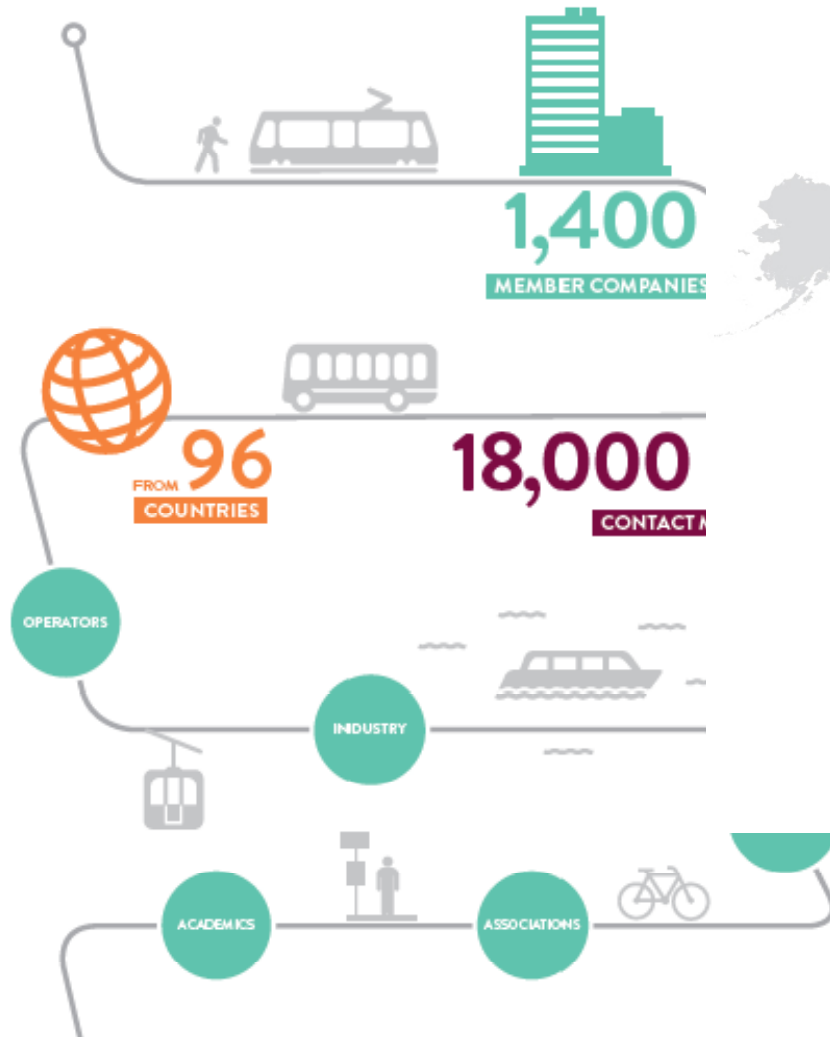 1,400
MEMBER COMPANIES
FROM 96
COUNTRIES
18,000
CONTACT
OPERATORS
INDUSTRY
ACADEMICS
ASSOCIATIONS